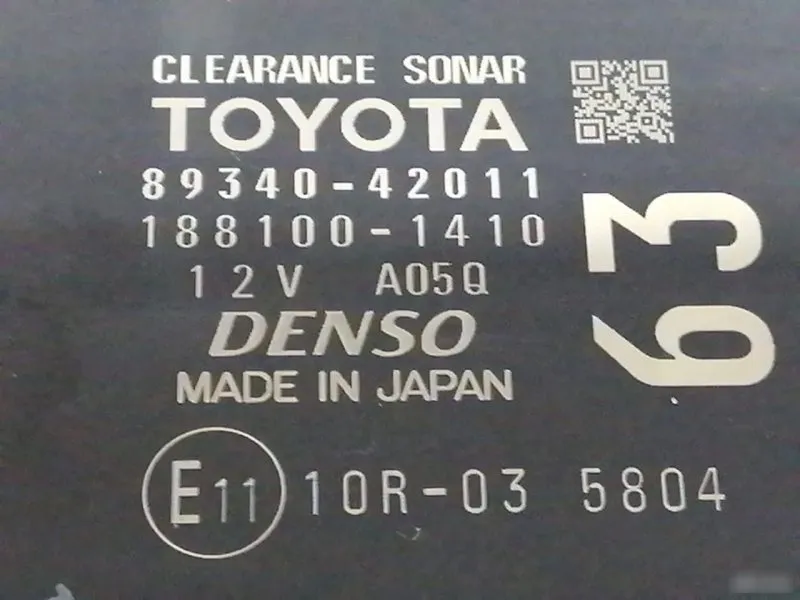 CLEARANCE SONAR
TOYOTA
89340-42011
188100-1410
12V A05Q
DENSO
MADE IN JAPAN
E11 10R-03 5804
63